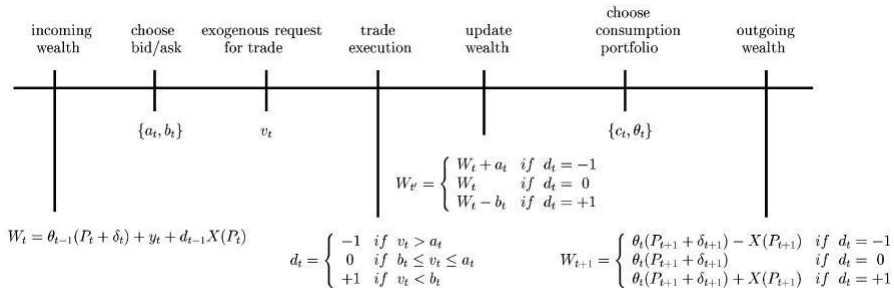 incoming wealth
choose bid/ask
exogenous request for trade
trade execution
update wealth
choose consumption portfolio
outgoing wealth
{a_t, b_t}
v_t
{c_t, θ_t}
W_{t'} = { W_t + a_t if d_t = −1
W_t if d_t = 0
W_t − b_t if d_t = +1
W_t = θ_{t−1}(P_t + δ_t) + y_t + d_{t−1}X(P_t)
d_t = { −1 if v_t > a_t
0 if b_t ≤ v_t ≤ a_t
+1 if v_t < b_t
W_{t+1} = { θ_t(P_{t+1} + δ_{t+1}) − X(P_{t+1}) if d_t = −1
θ_t(P_{t+1} + δ_{t+1}) if d_t = 0
θ_t(P_{t+1} + δ_{t+1}) + X(P_{t+1}) if d_t = +1